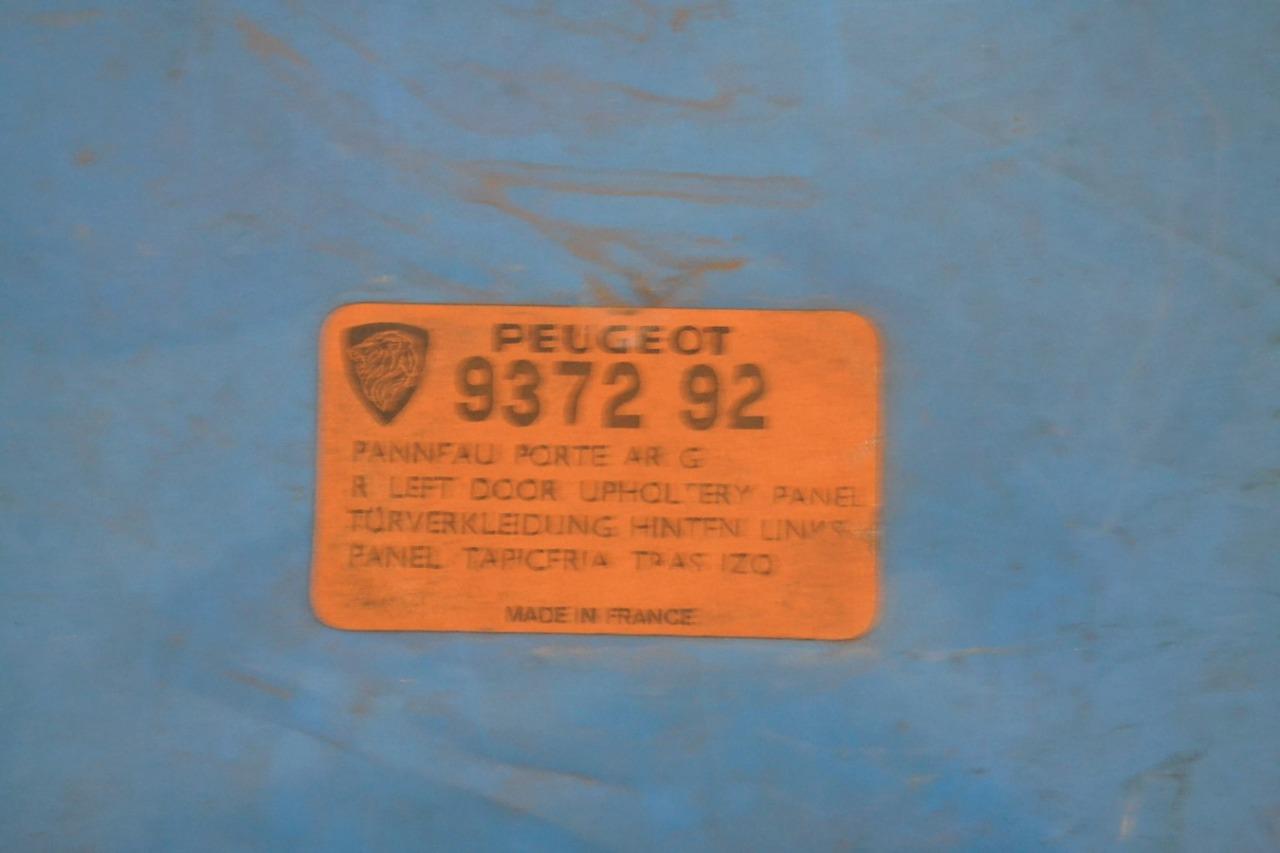 PEUGEOT
9372 92
PANNEAU PORTE AR G
R LEFT DOOR UPHOLTERY PANEL
TÜRVERKLEIDUNG HINTEN LINKS
PANEL TAPICERIA TRAS IZQ
MADE IN FRANCE